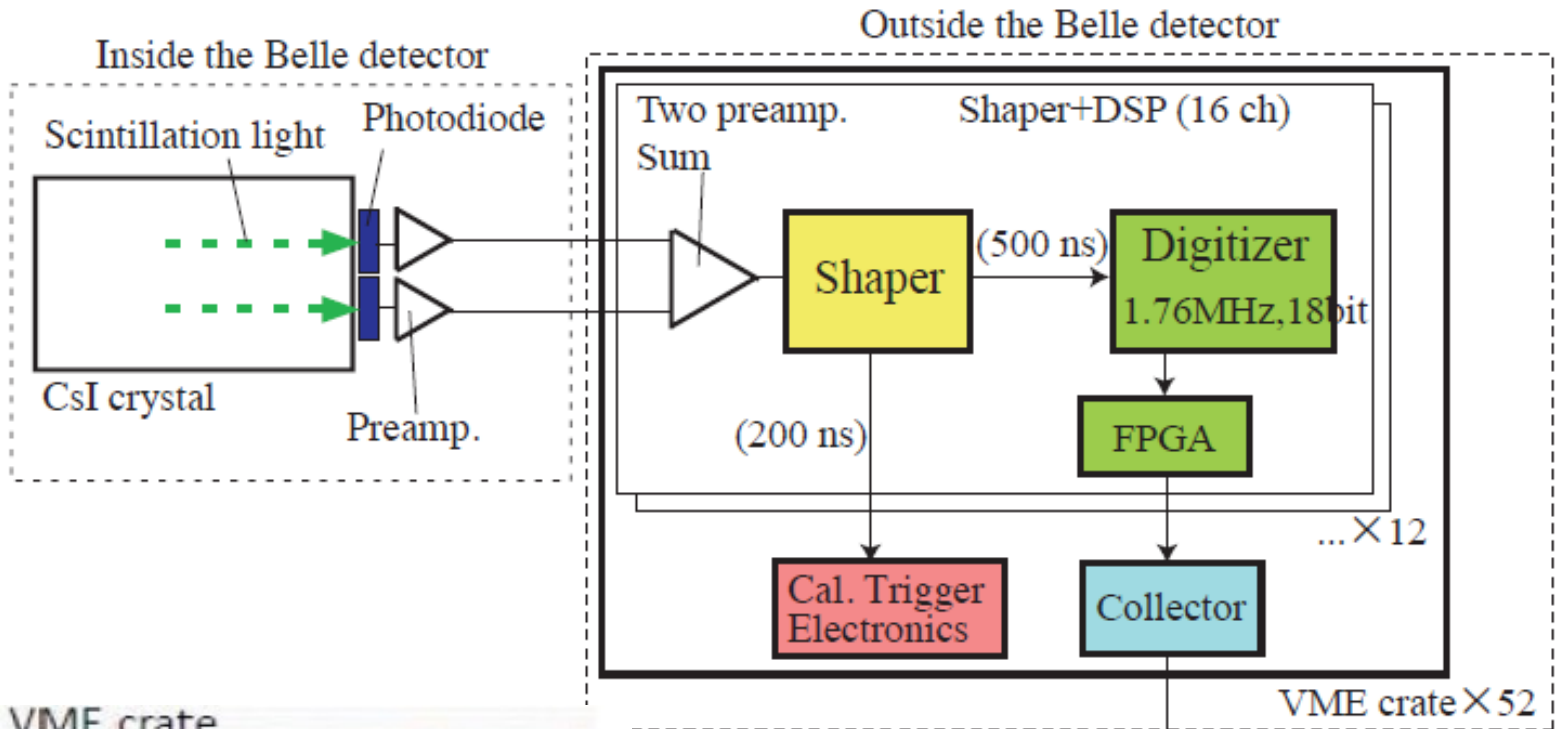 Outside the Belle detector
Inside the Belle detector
Scintillation light
Photodiode
CsI crystal
Preamp.
Two preamp.
Sum
Shaper+DSP (16 ch)
Shaper
(500 ns)
Digitizer
1.76MHz,18bit
(200 ns)
FPGA
...×12
Cal. Trigger
Electronics
Collector
VME crate×52
VME crate